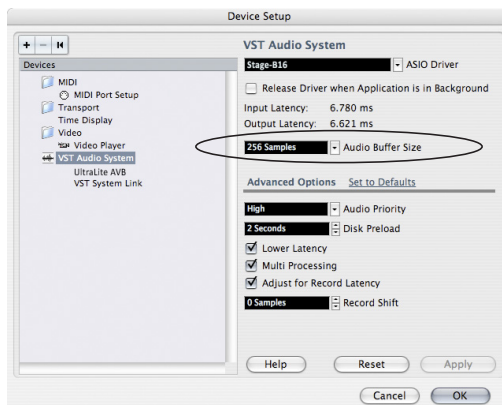 Device Setup
+ – |◀
Devices
MIDI
MIDI Port Setup
Transport
Time Display
Video
Video Player
VST Audio System
UltraLite AVB
VST System Link
VST Audio System
Stage-B16 ASIO Driver
Release Driver when Application is in Background
Input Latency: 6.780 ms
Output Latency: 6.621 ms
256 Samples Audio Buffer Size
Advanced Options Set to Defaults
High Audio Priority
2 Seconds Disk Preload
Lower Latency
Multi Processing
Adjust for Record Latency
0 Samples Record Shift
Help Reset Apply
Cancel OK